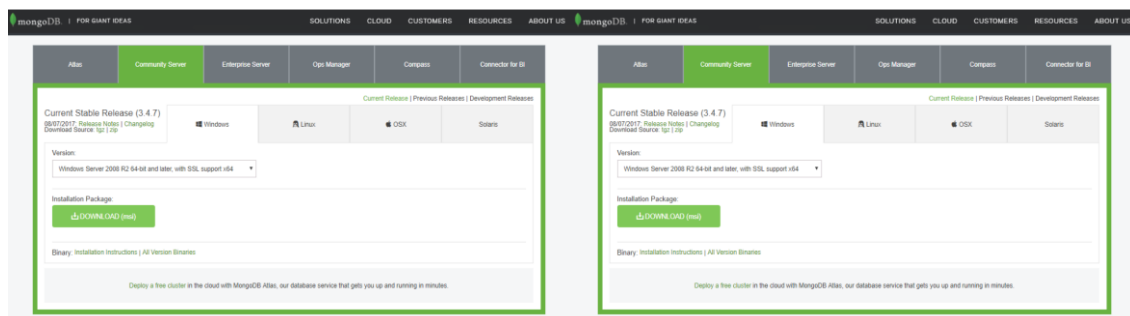 mongoDB. | FOR GIANT IDEAS SOLUTIONS CLOUD CUSTOMERS RESOURCES ABOUT US
Atlas Community Server Enterprise Server Ops Manager Compass Connector for BI
Current Release | Previous Releases | Development Releases
Current Stable Release (3.4.7)
08/07/2017: Release Notes | Changelog
Download Source: tgz | zip
Windows Linux OSX Solaris
Version:
Windows Server 2008 R2 64-bit and later, with SSL support x64
Installation Package:
DOWNLOAD (msi)
Binary: Installation Instructions | All Version Binaries
Deploy a free cluster in the cloud with MongoDB Atlas, our database service that gets you up and running in minutes.
mongoDB. | FOR GIANT IDEAS SOLUTIONS CLOUD CUSTOMERS RESOURCES ABOUT US
Atlas Community Server Enterprise Server Ops Manager Compass Connector for BI
Current Release | Previous Releases | Development Releases
Current Stable Release (3.4.7)
08/07/2017: Release Notes | Changelog
Download Source: tgz | zip
Windows Linux OSX Solaris
Version:
Windows Server 2008 R2 64-bit and later, with SSL support x64
Installation Package:
DOWNLOAD (msi)
Binary: Installation Instructions | All Version Binaries
Deploy a free cluster in the cloud with MongoDB Atlas, our database service that gets you up and running in minutes.